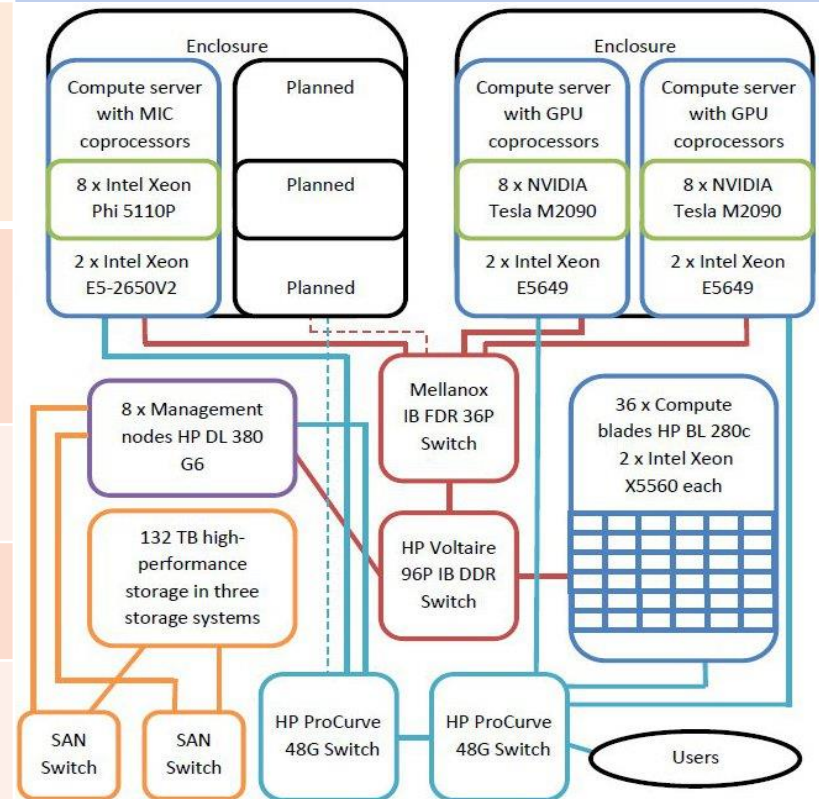 Enclosure
Compute server
with MIC
coprocessors
8 x Intel Xeon
Phi 5110P
2 x Intel Xeon
E5-2650V2
Planned
Planned
Planned
Enclosure
Compute server
with GPU
coprocessors
8 x NVIDIA
Tesla M2090
2 x Intel Xeon
E5649
Compute server
with GPU
coprocessors
8 x NVIDIA
Tesla M2090
2 x Intel Xeon
E5649
Mellanox
IB FDR 36P
Switch
8 x Management
nodes HP DL 380
G6
36 x Compute
blades HP BL 280c
2 x Intel Xeon
X5560 each
132 TB high-
performance
storage in three
storage systems
HP Voltaire
96P IB DDR
Switch
SAN
Switch
SAN
Switch
HP ProCurve
48G Switch
HP ProCurve
48G Switch
Users